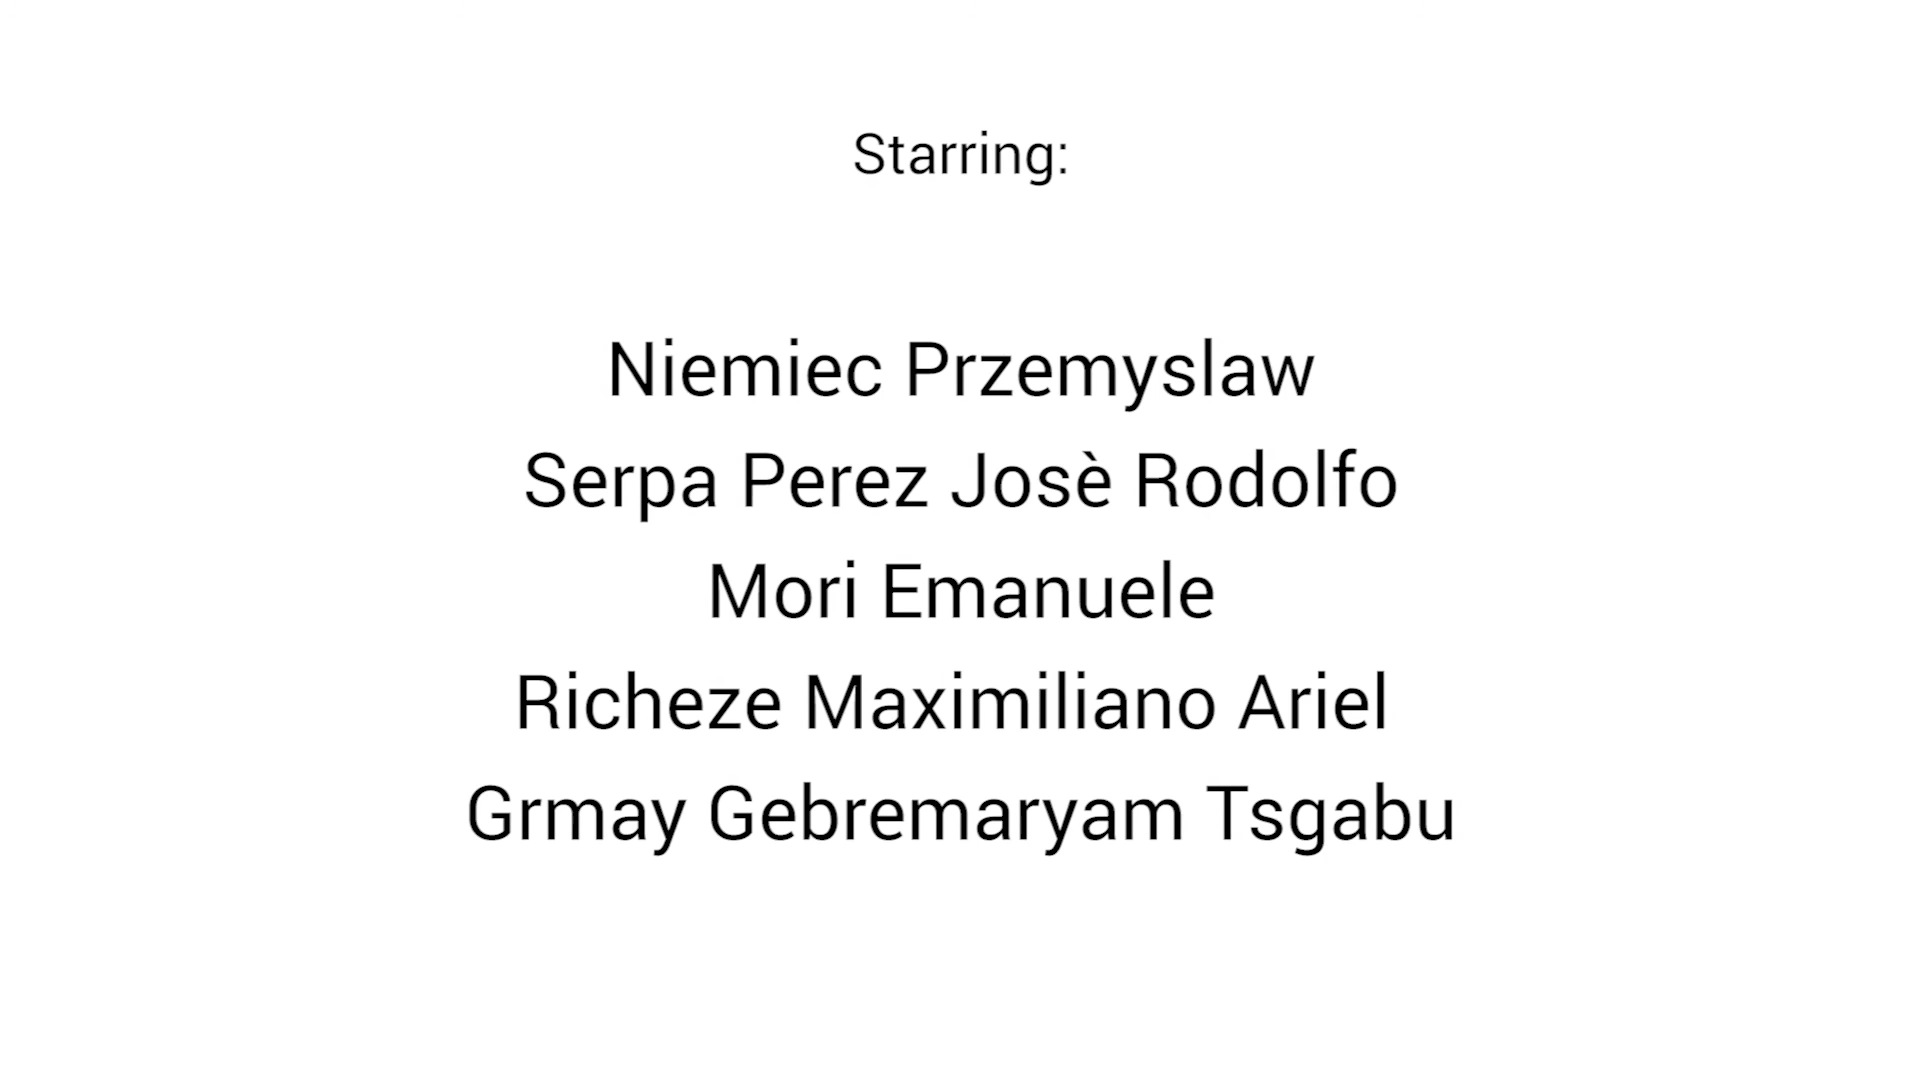 Starring:
Niemiec Przemyslaw
Serpa Perez Josè Rodolfo
Mori Emanuele
Richeze Maximiliano Ariel
Grmay Gebremaryam Tsgabu